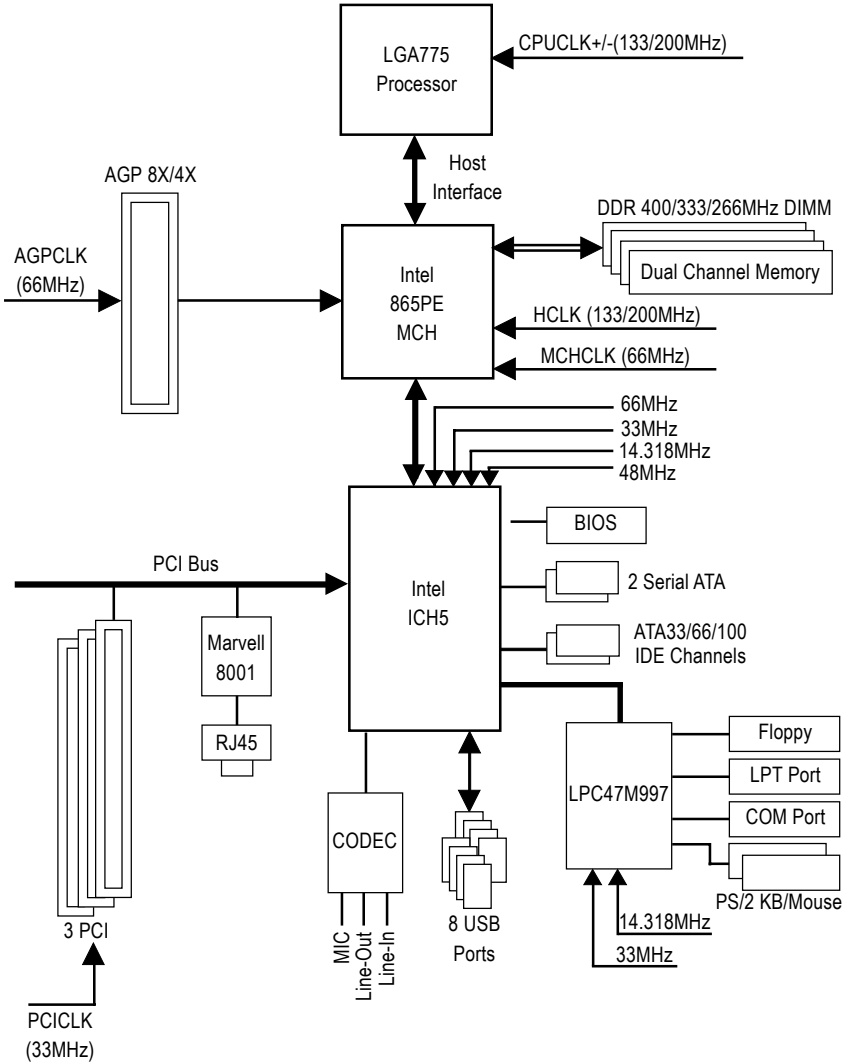 LGA775
Processor
CPUCLK+/-(133/200MHz)
Host
Interface
AGP 8X/4X
AGPCLK
(66MHz)
Intel
865PE
MCH
DDR 400/333/266MHz DIMM
Dual Channel Memory
HCLK (133/200MHz)
MCHCLK (66MHz)
66MHz
33MHz
14.318MHz
48MHz
PCI Bus
Intel
ICH5
BIOS
2 Serial ATA
ATA33/66/100
IDE Channels
Marvell
8001
RJ45
LPC47M997
Floppy
LPT Port
COM Port
PS/2 KB/Mouse
CODEC
MIC
Line-Out
Line-In
8 USB
Ports
14.318MHz
33MHz
3 PCI
PCICLK
(33MHz)